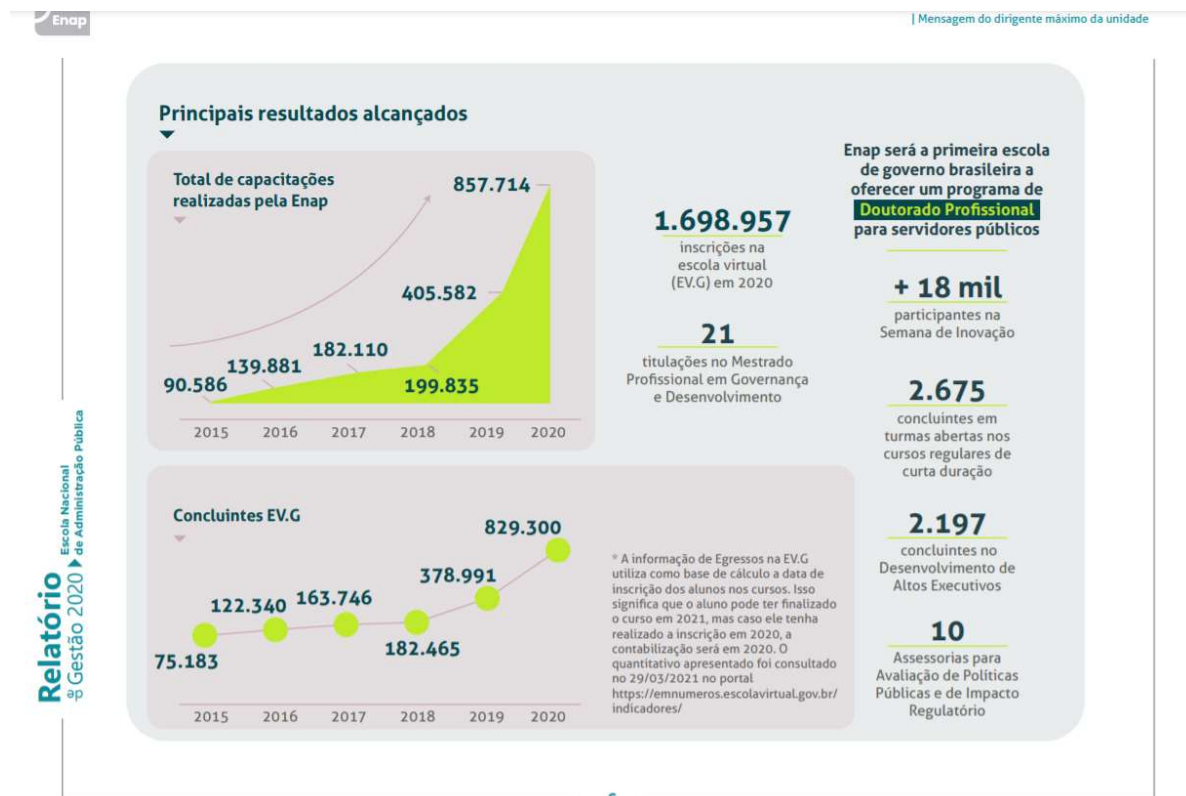 Enap
| Mensagem do dirigente máximo da unidade
Principais resultados alcançados
Total de capacitações
realizadas pela Enap
857.714
405.582
182.110
139.881
90.586
199.835
2015 2016 2017 2018 2019 2020
1.698.957
inscrições na
escola virtual
(EV.G) em 2020
21
titulações no Mestrado
Profissional em Governança
e Desenvolvimento
Enap será a primeira escola
de governo brasileira a
oferecer um programa de
Doutorado Profissional
para servidores públicos
+ 18 mil
participantes na
Semana de Inovação
2.675
concluintes em
turmas abertas nos
cursos regulares de
curta duração
2.197
concluintes no
Desenvolvimento de
Altos Executivos
10
Assessorias para
Avaliação de Políticas
Públicas e de Impacto
Regulatório
Concluintes EV.G
829.300
378.991
122.340 163.746
182.465
75.183
2015 2016 2017 2018 2019 2020
* A informação de Egressos na EV.G
utiliza como base de cálculo a data de
inscrição dos alunos nos cursos. Isso
significa que o aluno pode ter finalizado
o curso em 2021, mas caso ele tenha
realizado a inscrição em 2020, a
contabilização será em 2020. O
quantitativo apresentado foi consultado
no 29/03/2021 no portal
https://emnumeros.escolavirtual.gov.br/
indicadores/
Relatório
de Gestão 2020
Escola Nacional
de Administração Pública